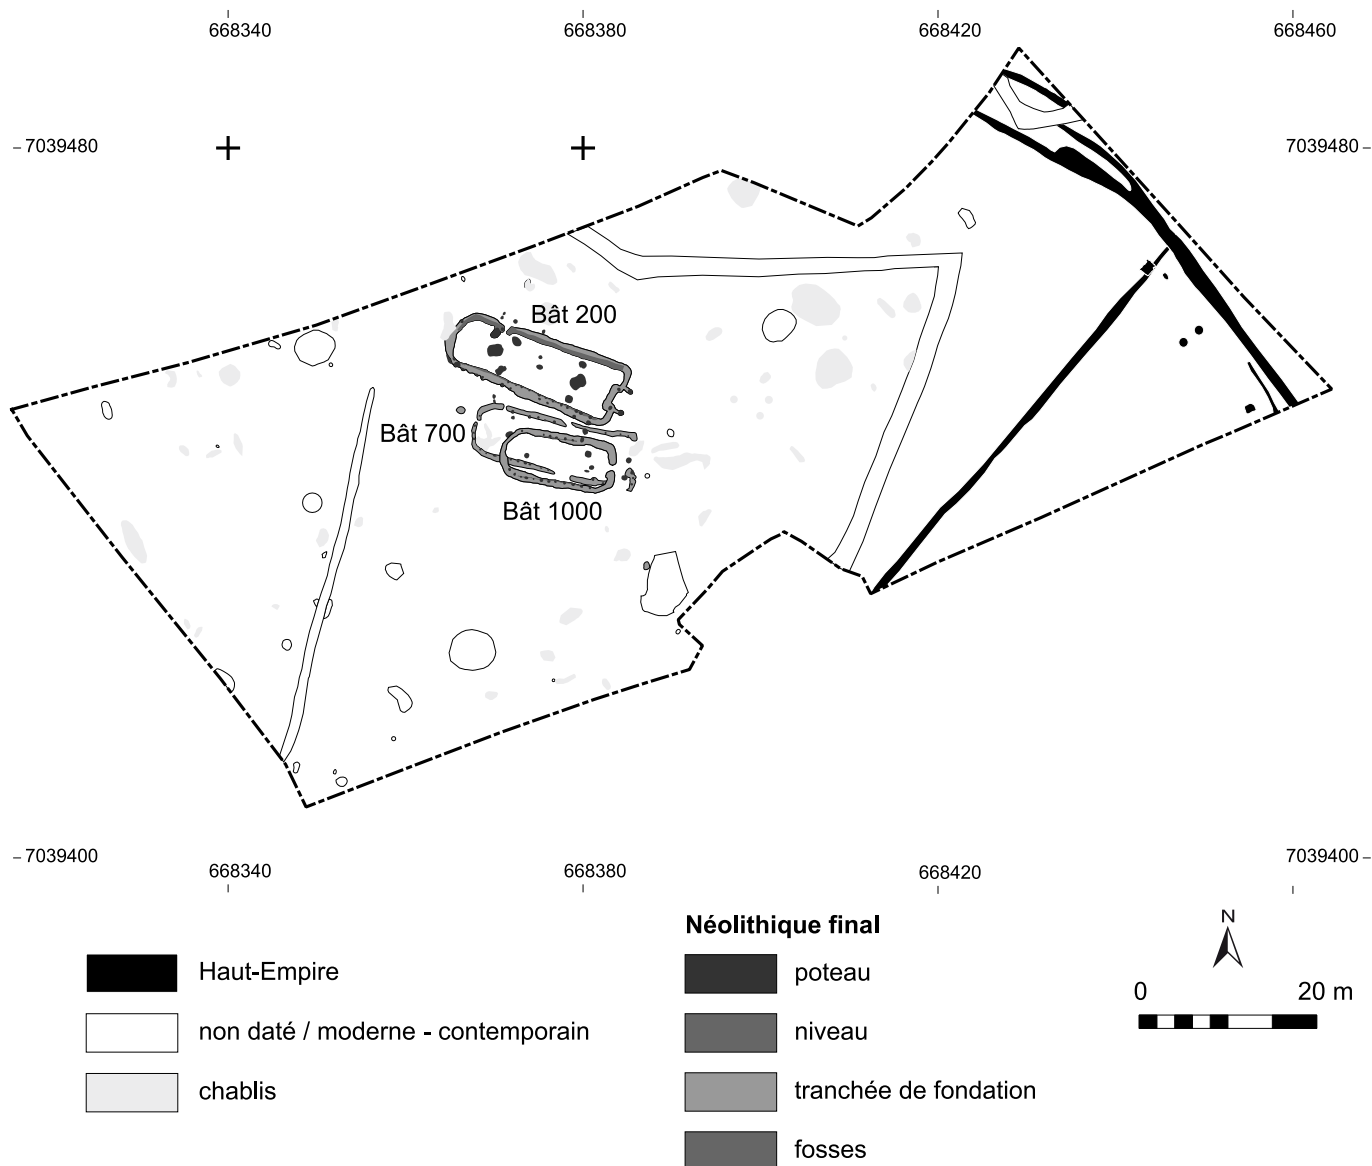 668340 668380 668420 668460
7039480 7039480
Bât 200
Bât 700
Bât 1000
7039400 7039400
668340 668380 668420
Néolithique final
N
Haut-Empire
poteau
0 20 m
non daté / moderne - contemporain
niveau
chablis
tranchée de fondation
fosses